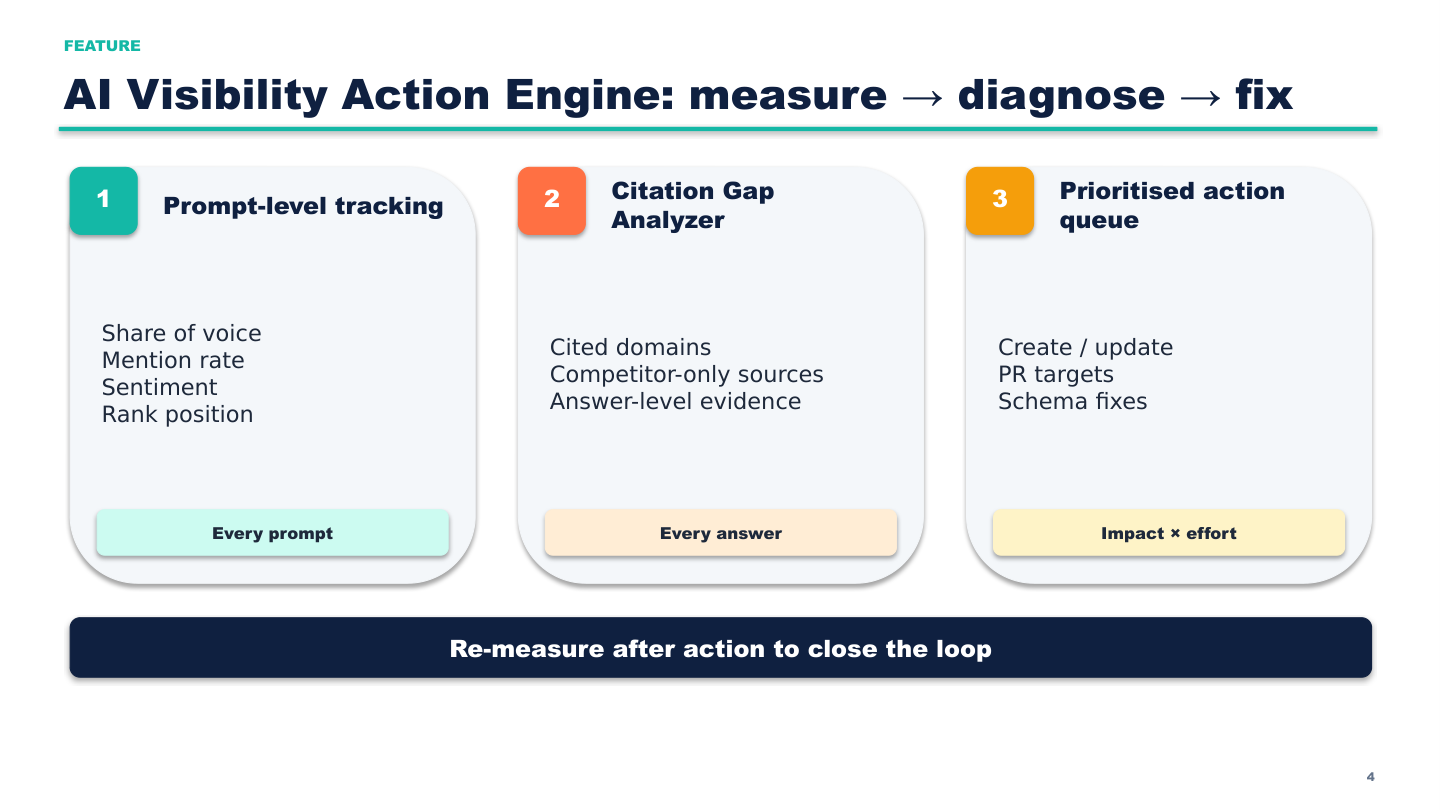 FEATURE
AI Visibility Action Engine: measure → diagnose → fix
1
Prompt-level tracking
Share of voice
Mention rate
Sentiment
Rank position
Every prompt
2
Citation Gap
Analyzer
Cited domains
Competitor-only sources
Answer-level evidence
Every answer
3
Prioritised action
queue
Create / update
PR targets
Schema fixes
Impact × effort
Re-measure after action to close the loop
4